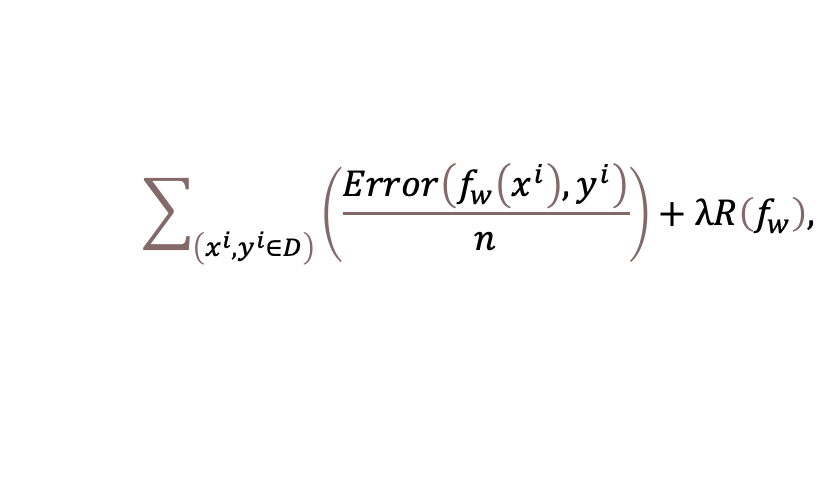 ∑_(xⁱ,yⁱ∈D) (Error(f_w(xⁱ),yⁱ)/n) + λR(f_w),